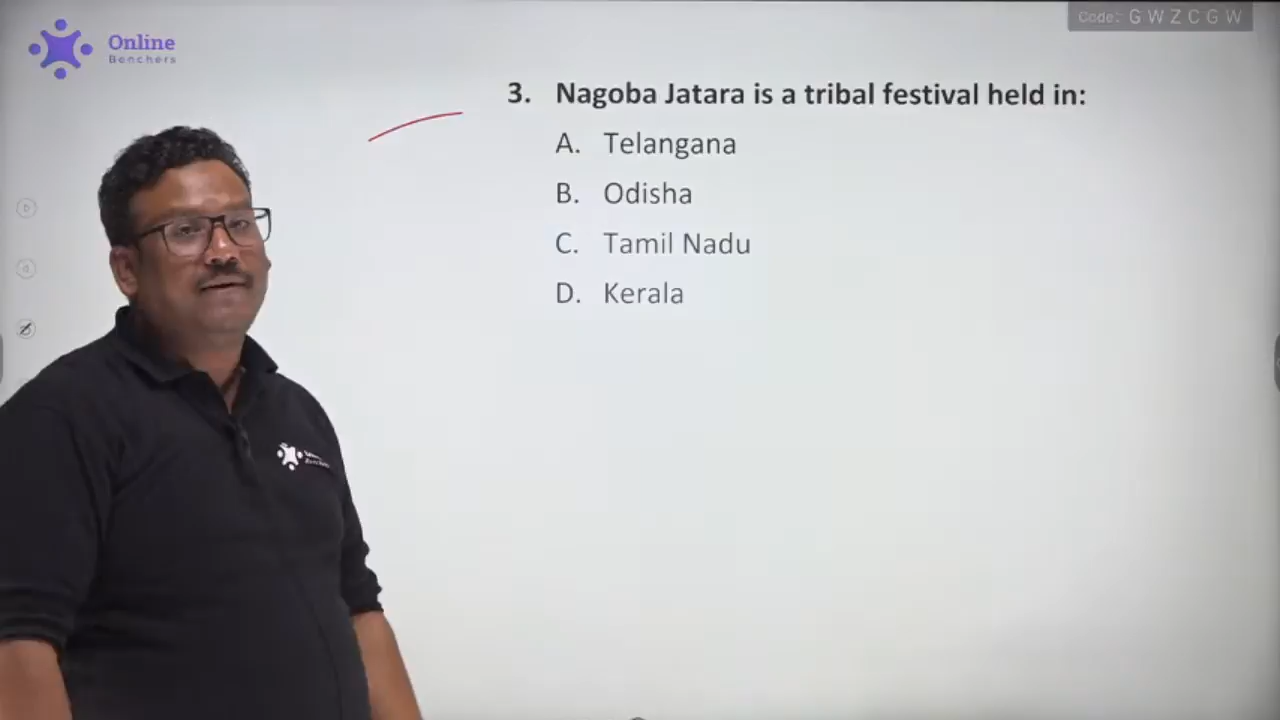 Online
Benchers
Code: G W Z C G W
3. Nagoba Jatara is a tribal festival held in:
A. Telangana
B. Odisha
C. Tamil Nadu
D. Kerala